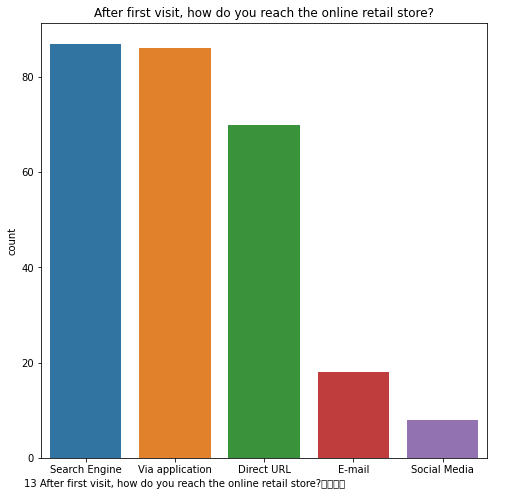 After first visit, how do you reach the online retail store?
80
60
40
20
0
count
Search Engine Via application Direct URL E-mail Social Media
13 After first visit, how do you reach the online retail store?